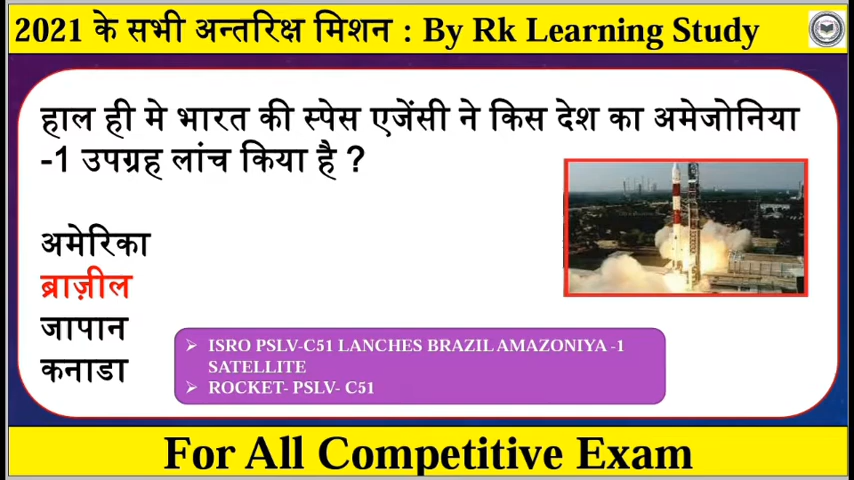 2021 के सभी अन्तरिक्ष मिशन : By Rk Learning Study
हाल ही मे भारत की स्पेस एजेंसी ने किस देश का अमेजोनिया
-1 उपग्रह लांच किया है ?
अमेरिका
ब्राज़ील
जापान
कनाडा
➢ ISRO PSLV-C51 LANCHES BRAZIL AMAZONIYA -1
SATELLITE
➢ ROCKET- PSLV- C51
For All Competitive Exam